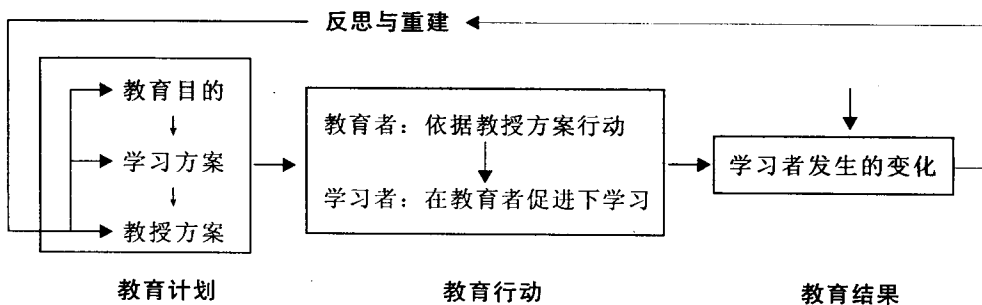 反思与重建
教育目的
学习方案
教授方案
教育者：依据教授方案行动
学习者：在教育者促进下学习
学习者发生的变化
教育计划
教育行动
教育结果